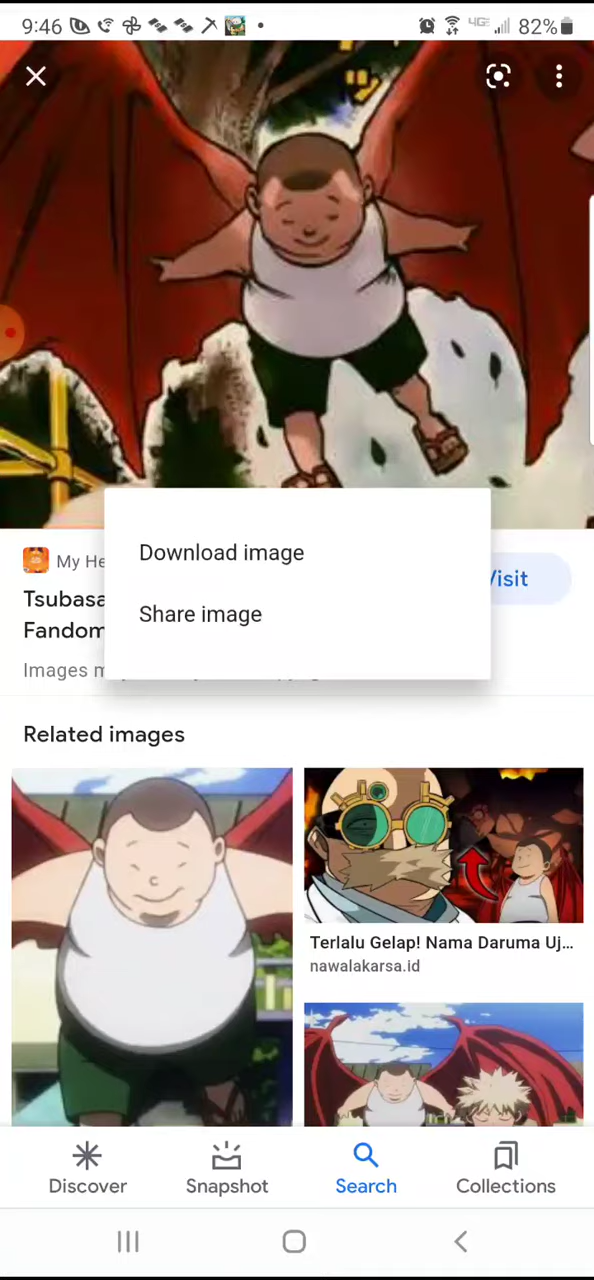 9:46
4GE 82%
My He
Visit
Tsubasa
Fandom
Images m
Download image
Share image
Related images
Terlalu Gelap! Nama Daruma Uj...
nawalakarsa.id
Discover
Snapshot
Search
Collections